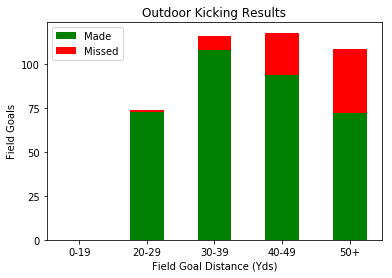 Outdoor Kicking Results
Made
Missed
Field Goals
100
75
50
25
0
0-19 20-29 30-39 40-49 50+
Field Goal Distance (Yds)